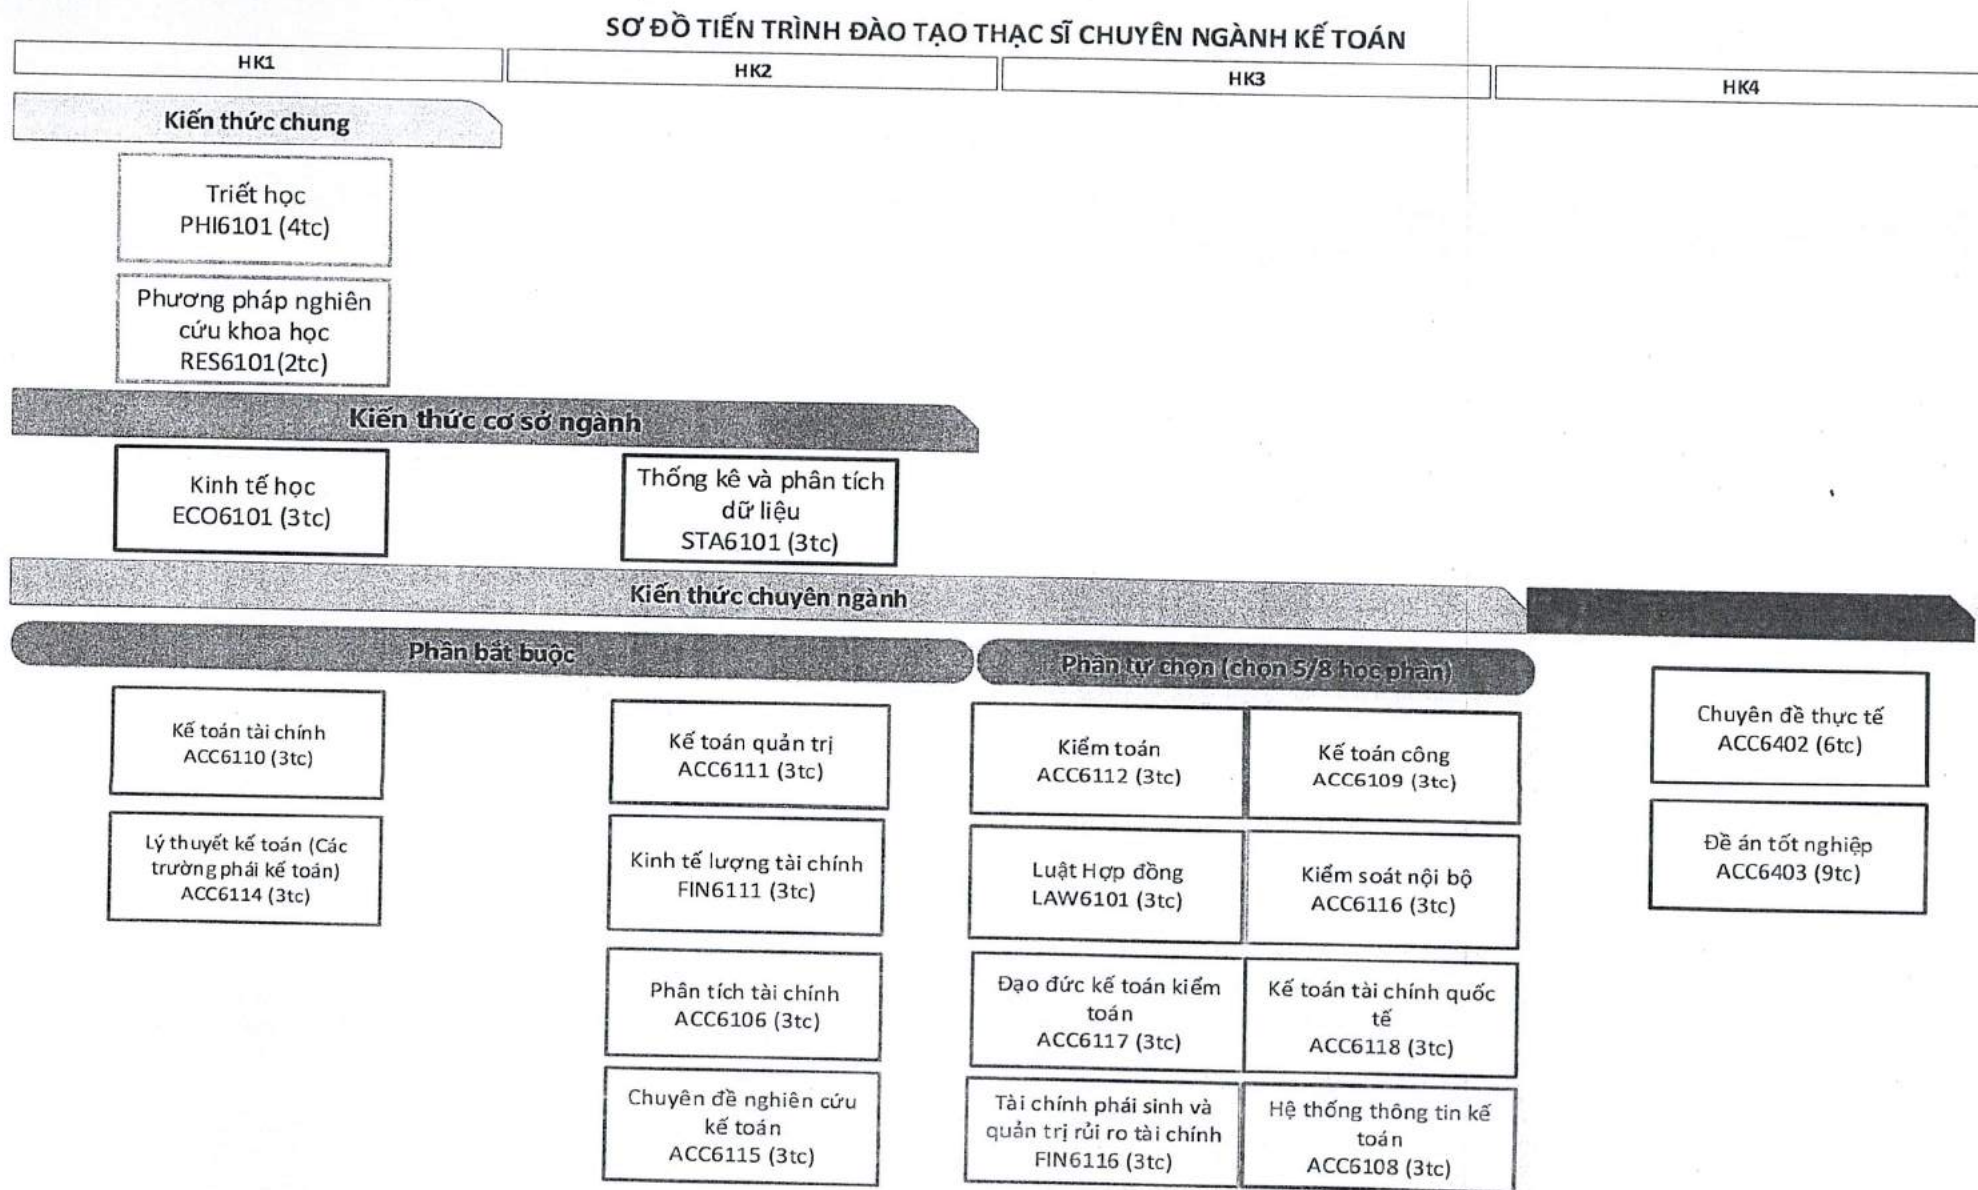 SƠ ĐỒ TIẾN TRÌNH ĐÀO TẠO THẠC SĨ CHUYÊN NGÀNH KẾ TOÁN
HK1
HK2
HK3
HK4
Kiến thức chung
Triết học
PHI6101 (4tc)
Phương pháp nghiên
cứu khoa học
RES6101(2tc)
Kiến thức cơ sở ngành
Kinh tế học
ECO6101 (3tc)
Thống kê và phân tích
dữ liệu
STA6101 (3tc)
Kiến thức chuyên ngành
Phần bắt buộc
Phần tự chọn (chọn 5/8 học phần)
Kế toán tài chính
ACC6110 (3tc)
Kế toán quản trị
ACC6111 (3tc)
Kiểm toán
ACC6112 (3tc)
Kế toán công
ACC6109 (3tc)
Chuyên đề thực tế
ACC6402 (6tc)
Lý thuyết kế toán (Các
trường phái kế toán)
ACC6114 (3tc)
Kinh tế lượng tài chính
FIN6111 (3tc)
Luật Hợp đồng
LAW6101 (3tc)
Kiểm soát nội bộ
ACC6116 (3tc)
Đề án tốt nghiệp
ACC6403 (9tc)
Phân tích tài chính
ACC6106 (3tc)
Đạo đức kế toán kiểm
toán
ACC6117 (3tc)
Kế toán tài chính quốc
tế
ACC6118 (3tc)
Chuyên đề nghiên cứu
kế toán
ACC6115 (3tc)
Tài chính phái sinh và
quản trị rủi ro tài chính
FIN6116 (3tc)
Hệ thống thông tin kế
toán
ACC6108 (3tc)